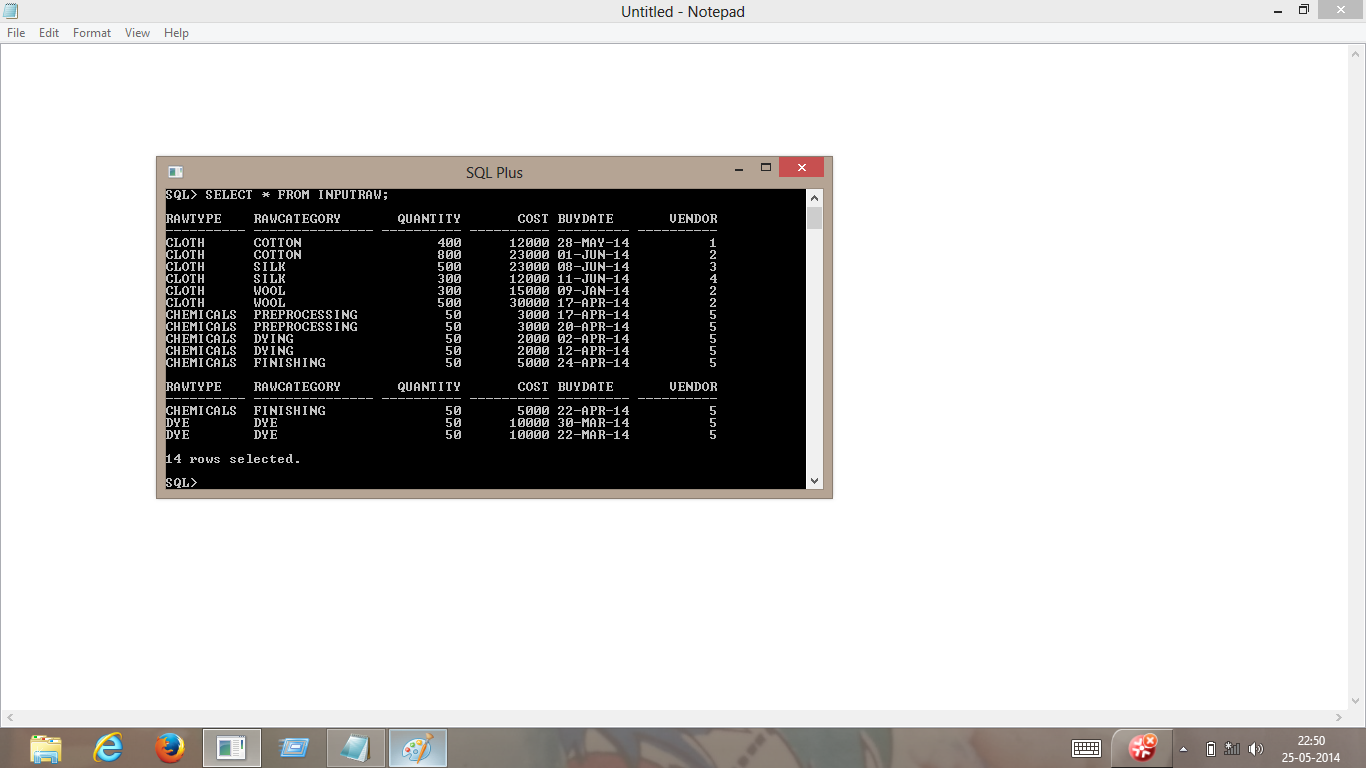 Untitled - Notepad
File Edit Format View Help
SQL Plus
SQL> SELECT * FROM INPUTRAW;
RAWTYPE RAWCATEGORY QUANTITY COST BUYDATE VENDOR
---------- --------------- ---------- ---------- --------- ----------
CLOTH COTTON 400 12000 28-MAY-14 1
CLOTH COTTON 800 23000 01-JUN-14 2
CLOTH SILK 500 23000 08-JUN-14 3
CLOTH SILK 300 12000 11-JUN-14 4
CLOTH WOOL 300 15000 09-JAN-14 2
CLOTH WOOL 500 30000 17-APR-14 2
CHEMICALS PREPROCESSING 50 3000 17-APR-14 5
CHEMICALS PREPROCESSING 50 3000 20-APR-14 5
CHEMICALS DYING 50 2000 02-APR-14 5
CHEMICALS DYING 50 2000 12-APR-14 5
CHEMICALS FINISHING 50 5000 24-APR-14 5
RAWTYPE RAWCATEGORY QUANTITY COST BUYDATE VENDOR
---------- --------------- ---------- ---------- --------- ----------
CHEMICALS FINISHING 50 5000 22-APR-14 5
DYE DYE 50 10000 30-MAR-14 5
DYE DYE 50 10000 22-MAR-14 5
14 rows selected.
SQL>
22:50
25-05-2014